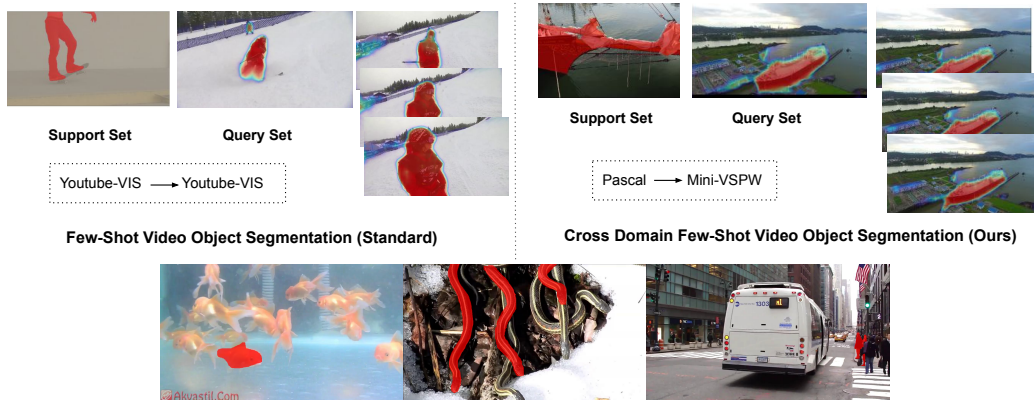 Support Set
Query Set
Youtube-VIS → Youtube-VIS
Few-Shot Video Object Segmentation (Standard)
Support Set
Query Set
Pascal → Mini-VSPW
Cross Domain Few-Shot Video Object Segmentation (Ours)
@Akvastil.Com
1303